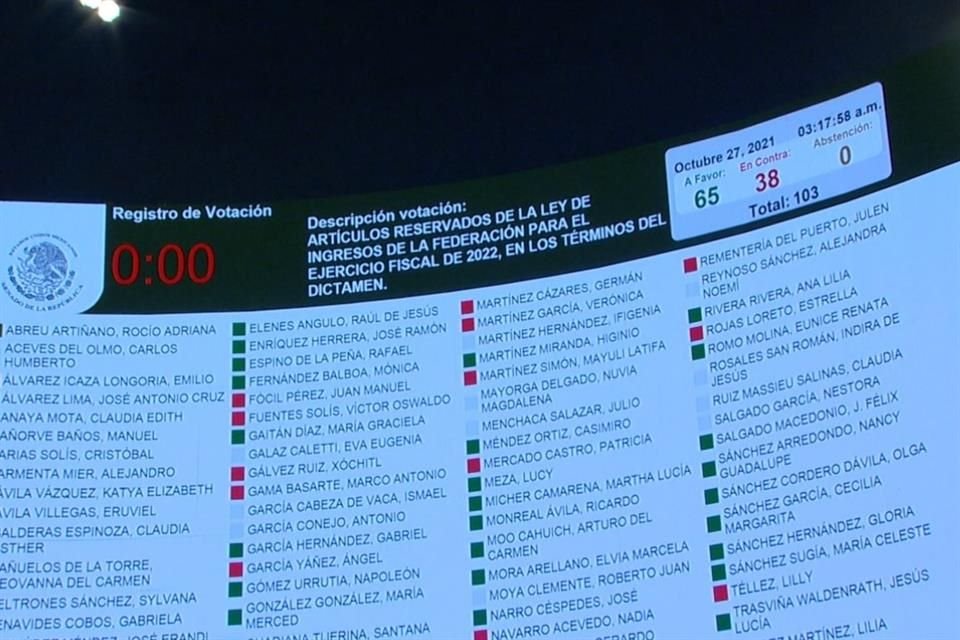 Octubre 27, 2021 03:17:58 a.m.
A Favor: En Contra: Abstención:
65 38 0
Total: 103
Registro de Votación
0:00
Descripción votación:
ARTÍCULOS RESERVADOS DE LA LEY DE
INGRESOS DE LA FEDERACIÓN PARA EL
EJERCICIO FISCAL DE 2022, EN LOS TÉRMINOS DEL
DICTAMEN.
ESTADOS UNIDOS MEXICANOS
SENADO DE LA REPÚBLICA
ABREU ARTIÑANO, ROCÍO ADRIANA
ACEVES DEL OLMO, CARLOS
HUMBERTO
ÁLVAREZ ICAZA LONGORIA, EMILIO
ÁLVAREZ LIMA, JOSÉ ANTONIO CRUZ
ANAYA MOTA, CLAUDIA EDITH
AÑORVE BAÑOS, MANUEL
ARIAS SOLÍS, CRISTÓBAL
ARMENTA MIER, ALEJANDRO
ÁVILA VÁZQUEZ, KATYA ELIZABETH
ÁVILA VILLEGAS, ERUVIEL
BALDERAS ESPINOZA, CLAUDIA
ESTHER
BAÑUELOS DE LA TORRE,
GEOVANNA DEL CARMEN
BELTRONES SÁNCHEZ, SYLVANA
BENAVIDES COBOS, GABRIELA
JOSÉ ERANDI
ELENES ANGULO, RAÚL DE JESÚS
ENRÍQUEZ HERRERA, JOSÉ RAMÓN
ESPINO DE LA PEÑA, RAFAEL
FERNÁNDEZ BALBOA, MÓNICA
FÓCIL PÉREZ, JUAN MANUEL
FUENTES SOLÍS, VÍCTOR OSWALDO
GAITÁN DÍAZ, MARÍA GRACIELA
GALAZ CALETTI, EVA EUGENIA
GÁLVEZ RUIZ, XÓCHITL
GAMA BASARTE, MARCO ANTONIO
GARCÍA CABEZA DE VACA, ISMAEL
GARCÍA CONEJO, ANTONIO
GARCÍA HERNÁNDEZ, GABRIEL
GARCÍA YÁÑEZ, ÁNGEL
GÓMEZ URRUTIA, NAPOLEÓN
GONZÁLEZ GONZÁLEZ, MARÍA
MERCED
GUADIANA TIJERINA, SANTANA
MARTÍNEZ CÁZARES, GERMÁN
MARTÍNEZ GARCÍA, VERÓNICA
MARTÍNEZ HERNÁNDEZ, IFIGENIA
MARTÍNEZ MIRANDA, HIGINIO
MARTÍNEZ SIMÓN, MAYULI LATIFA
MAYORGA DELGADO, NUVIA
MAGDALENA
MENCHACA SALAZAR, JULIO
MÉNDEZ ORTIZ, CASIMIRO
MERCADO CASTRO, PATRICIA
MEZA, LUCY
MICHER CAMARENA, MARTHA LUCÍA
MONREAL ÁVILA, RICARDO
MOO CAHUICH, ARTURO DEL
CARMEN
MORA ARELLANO, ELVIA MARCELA
MOYA CLEMENTE, ROBERTO JUAN
NARRO CÉSPEDES, JOSÉ
NAVARRO ACEVEDO, NADIA
GERARDO
REMENTERÍA DEL PUERTO, JULEN
REYNOSO SÁNCHEZ, ALEJANDRA
NOEMÍ
RIVERA RIVERA, ANA LILIA
ROJAS LORETO, ESTRELLA
ROMO MOLINA, EUNICE RENATA
ROSALES SAN ROMÁN, INDIRA DE
JESÚS
RUIZ MASSIEU SALINAS, CLAUDIA
SALGADO GARCÍA, NESTORA
SALGADO MACEDONIO, J. FÉLIX
SÁNCHEZ ARREDONDO, NANCY
GUADALUPE
SÁNCHEZ CORDERO DÁVILA, OLGA
SÁNCHEZ GARCÍA, CECILIA
MARGARITA
SÁNCHEZ HERNÁNDEZ, GLORIA
SÁNCHEZ SUGÍA, MARÍA CELESTE
TÉLLEZ, LILLY
TRASVIÑA WALDENRATH, JESÚS
LUCÍA
MARTÍNEZ, LILIA